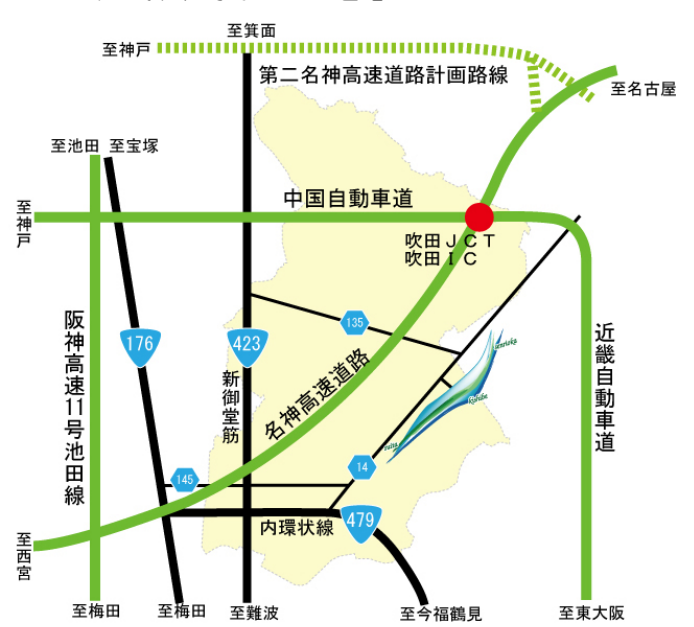 至箕面
至神戸
第二名神高速道路計画路線
至名古屋
至池田 至宝塚
中国自動車道
至神戸
吹田JCT
吹田IC
135
176
423
阪神高速11号池田線
新御堂筋
名神高速道路
近畿自動車道
senrioka
Kishibe
145
14
479
内環状線
至西宮
至梅田
至梅田
至難波
至今福鶴見
至東大阪